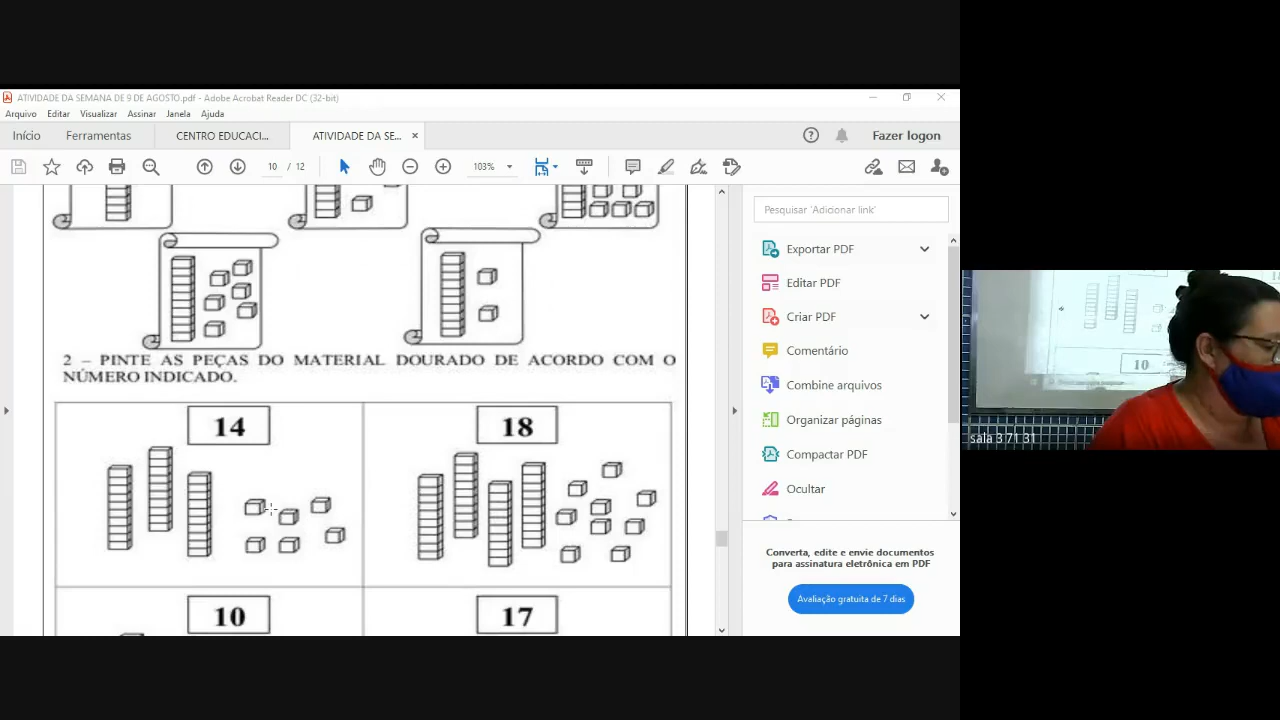 ATIVIDADE DA SEMANA DE 9 DE AGOSTO.pdf - Adobe Acrobat Reader DC (32-bit)
Arquivo Editar Visualizar Assinar Janela Ajuda
Início Ferramentas CENTRO EDUCACI... ATIVIDADE DA SE... Fazer logon
10 / 12 103%
Pesquisar 'Adicionar link'
Exportar PDF
Editar PDF
Criar PDF
Comentário
Combine arquivos
Organizar páginas
Compactar PDF
Ocultar
Converta, edite e envie documentos
para assinatura eletrônica em PDF
Avaliação gratuita de 7 dias
2 – PINTE AS PEÇAS DO MATERIAL DOURADO DE ACORDO COM O
NÚMERO INDICADO.
14 18
10 17
10
sala 3 71 31